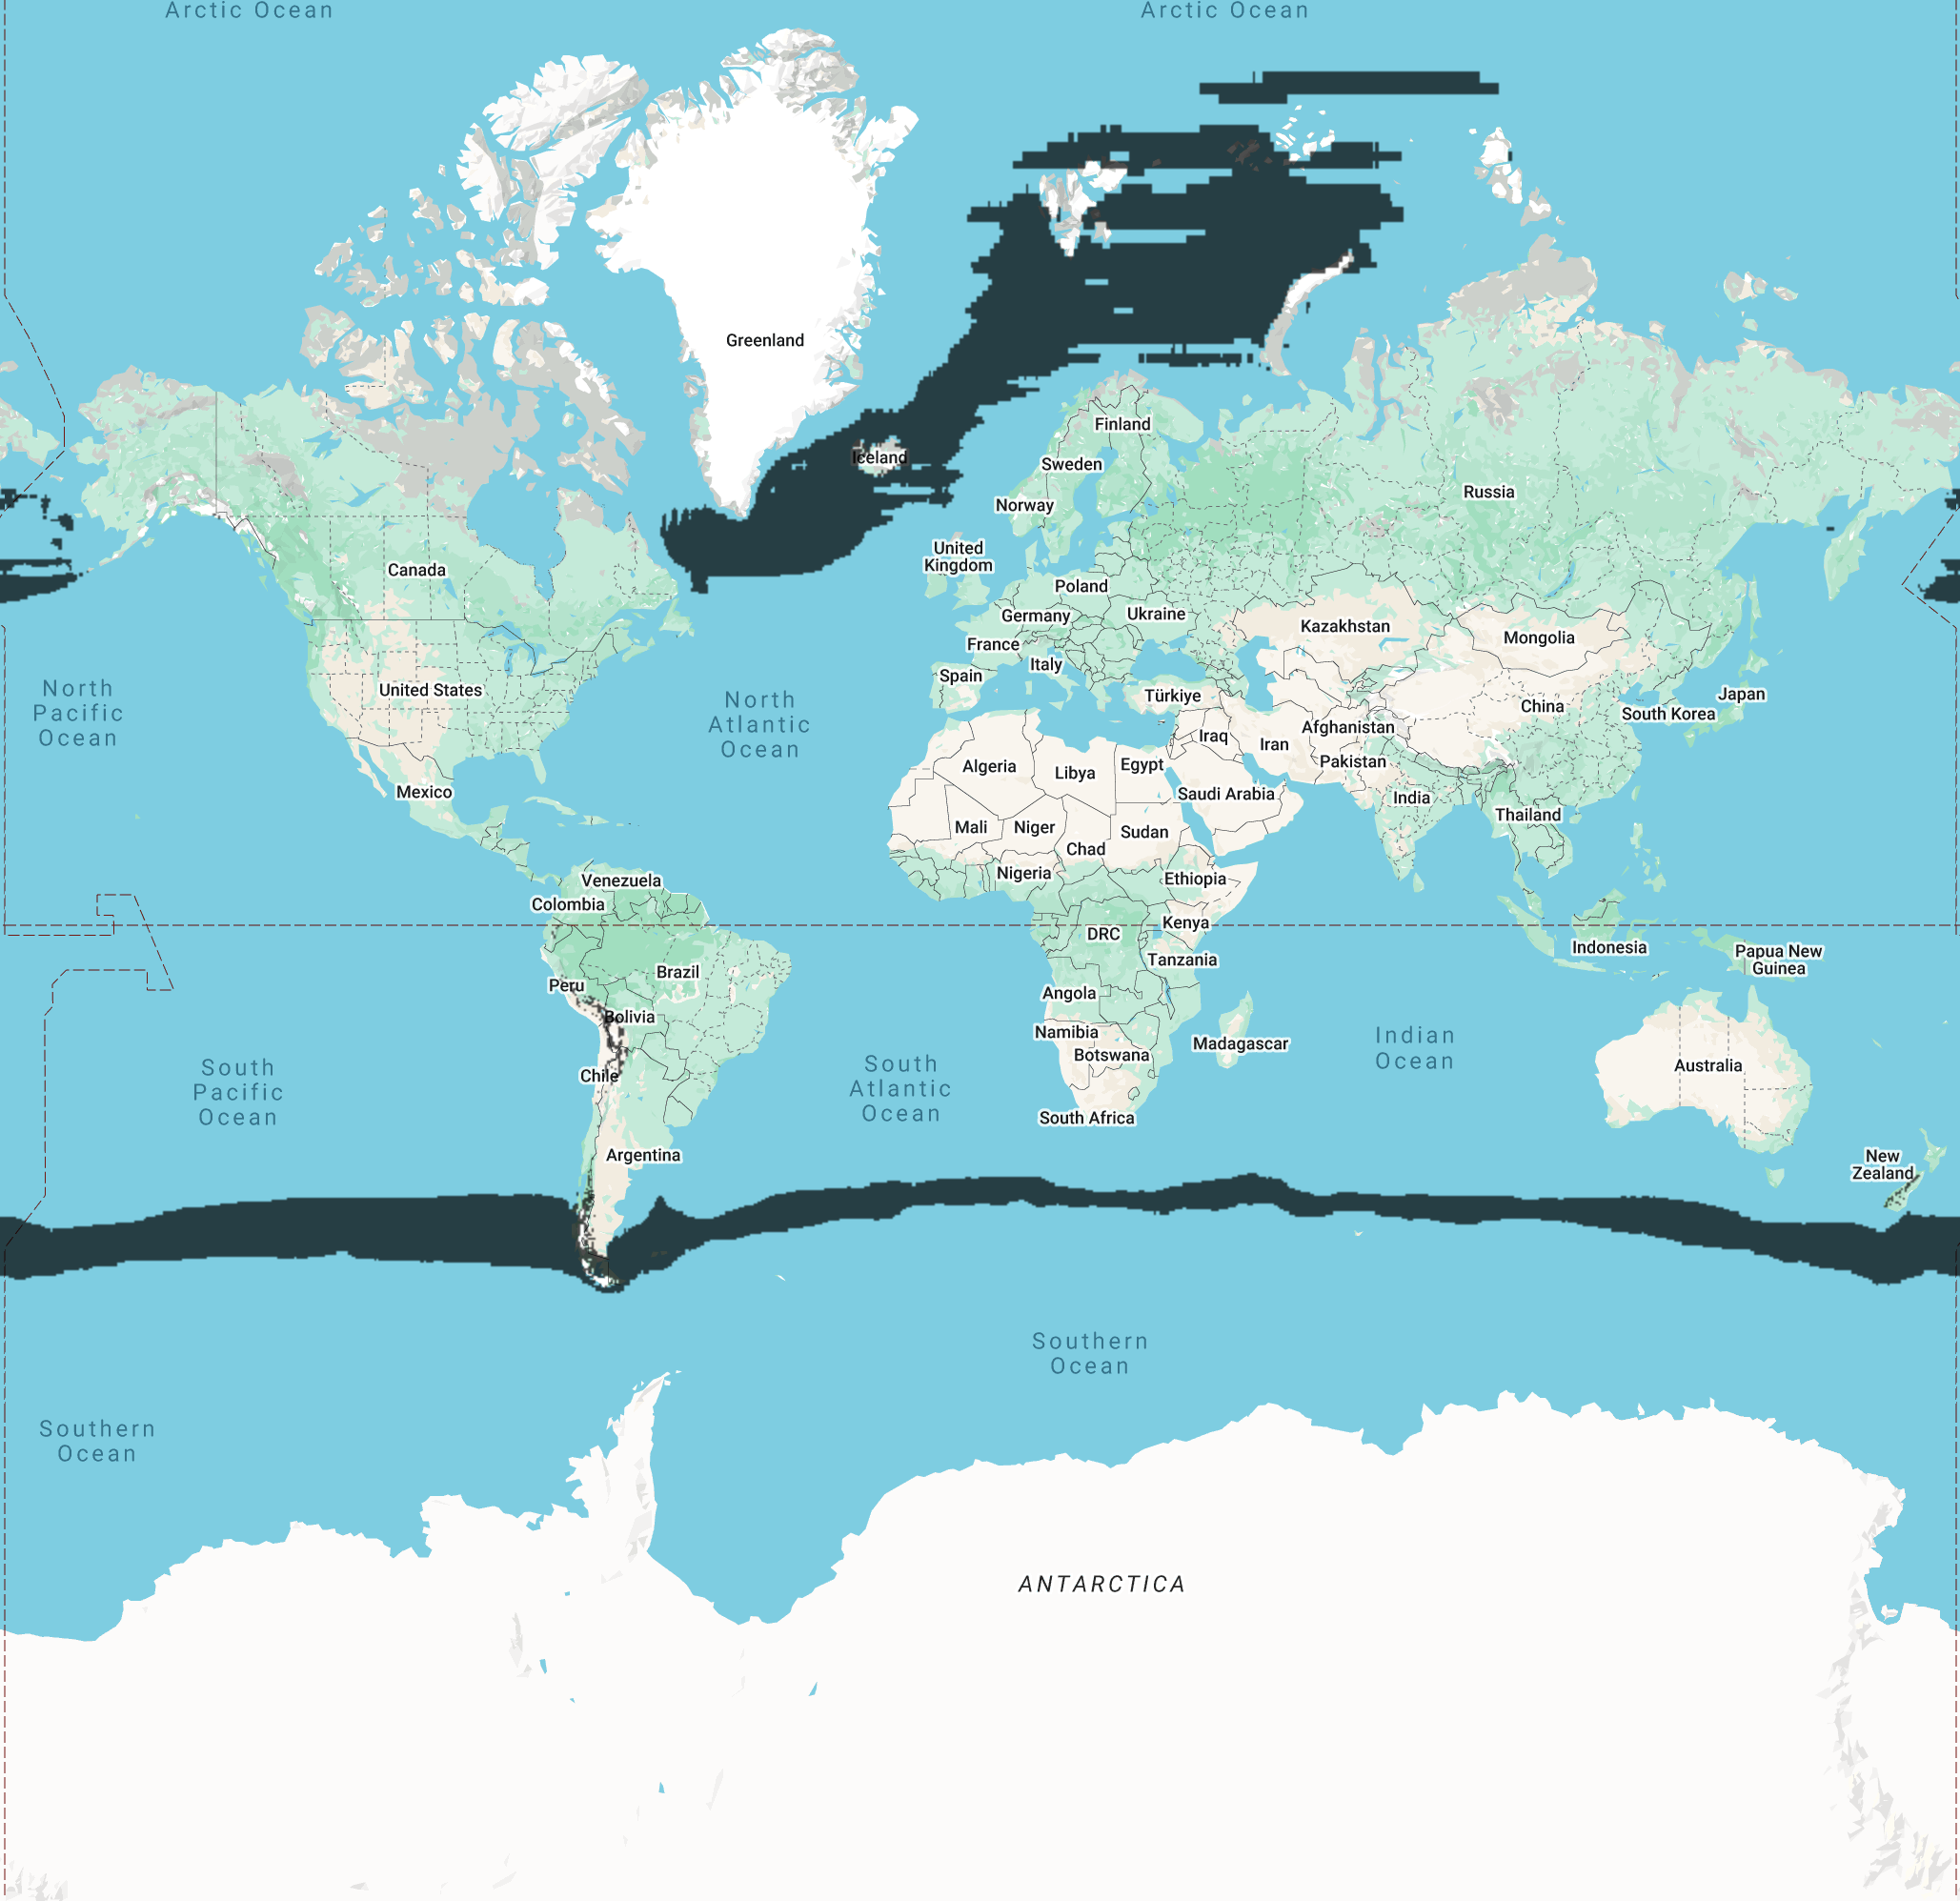 Arctic Ocean
Arctic Ocean
Greenland
Finland
Iceland
Sweden
Russia
Norway
United
Kingdom
Canada
Poland
Germany
Ukraine
Kazakhstan
Mongolia
France
Italy
Spain
United States
Türkiye
North
Pacific
Ocean
North
Atlantic
Ocean
China
Japan
South Korea
Afghanistan
Iraq
Iran
Algeria
Libya
Egypt
Pakistan
Mexico
Saudi Arabia
India
Thailand
Mali
Niger
Sudan
Chad
Nigeria
Ethiopia
Venezuela
Colombia
Kenya
DRC
Indonesia
Papua New
Guinea
Tanzania
Brazil
Peru
Angola
Bolivia
Namibia
Madagascar
Indian
Ocean
Botswana
Australia
South
Pacific
Ocean
Chile
South
Atlantic
Ocean
South Africa
Argentina
New
Zealand
Southern
Ocean
Southern
Ocean
ANTARCTICA